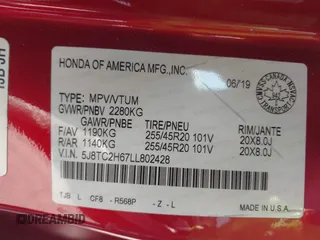 HONDA OF AMERICA MFG.,INC.
06/19
TYPE: MPV/VTUM
GVWR/PNBV 2280KG
GAWR/PNBE TIRE/PNEU RIM/JANTE
F/AV 1190KG 255/45R20 101V 20X8.0J
R/AR 1140KG 255/45R20 101V 20X8.0J
V.I.N. 5J8TC2H67LL802428
TJB L CF8 - R568P - Z - L
CANADA
DREAMBID